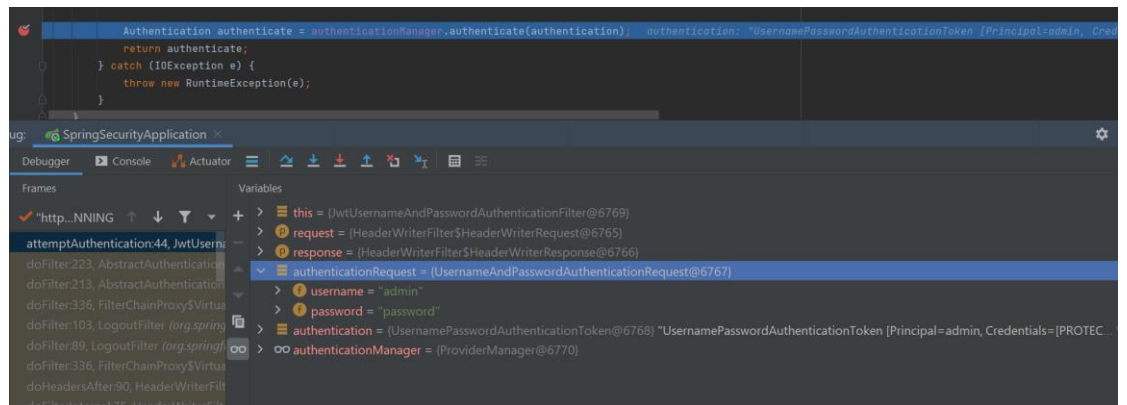 Authentication authenticate = authenticationManager.authenticate(authentication); authentication: "UsernamePasswordAuthenticationToken [Principal=admin, Cred
return authenticate;
} catch (IOException e) {
throw new RuntimeException(e);
}
}
ug: SpringSecurityApplication ×
Debugger Console Actuator
Frames Variables
"http...NNING
this = {JwtUsernameAndPasswordAuthenticationFilter@6769}
request = {HeaderWriterFilter$HeaderWriterRequest@6765}
attemptAuthentication:44, JwtUserna
response = {HeaderWriterFilter$HeaderWriterResponse@6766}
doFilter:223, AbstractAuthentication
authenticationRequest = {UsernameAndPasswordAuthenticationRequest@6767}
doFilter:213, AbstractAuthentication
username = "admin"
doFilter:336, FilterChainProxy$Virtua
password = "password"
doFilter:103, LogoutFilter (org.spring
authentication = {UsernamePasswordAuthenticationToken@6768} "UsernamePasswordAuthenticationToken [Principal=admin, Credentials=[PROTEC...
doFilter:89, LogoutFilter (org.springf
authenticationManager = {ProviderManager@6770}
doFilter:336, FilterChainProxy$Virtua
doHeadersAfter:90, HeaderWriterFilt